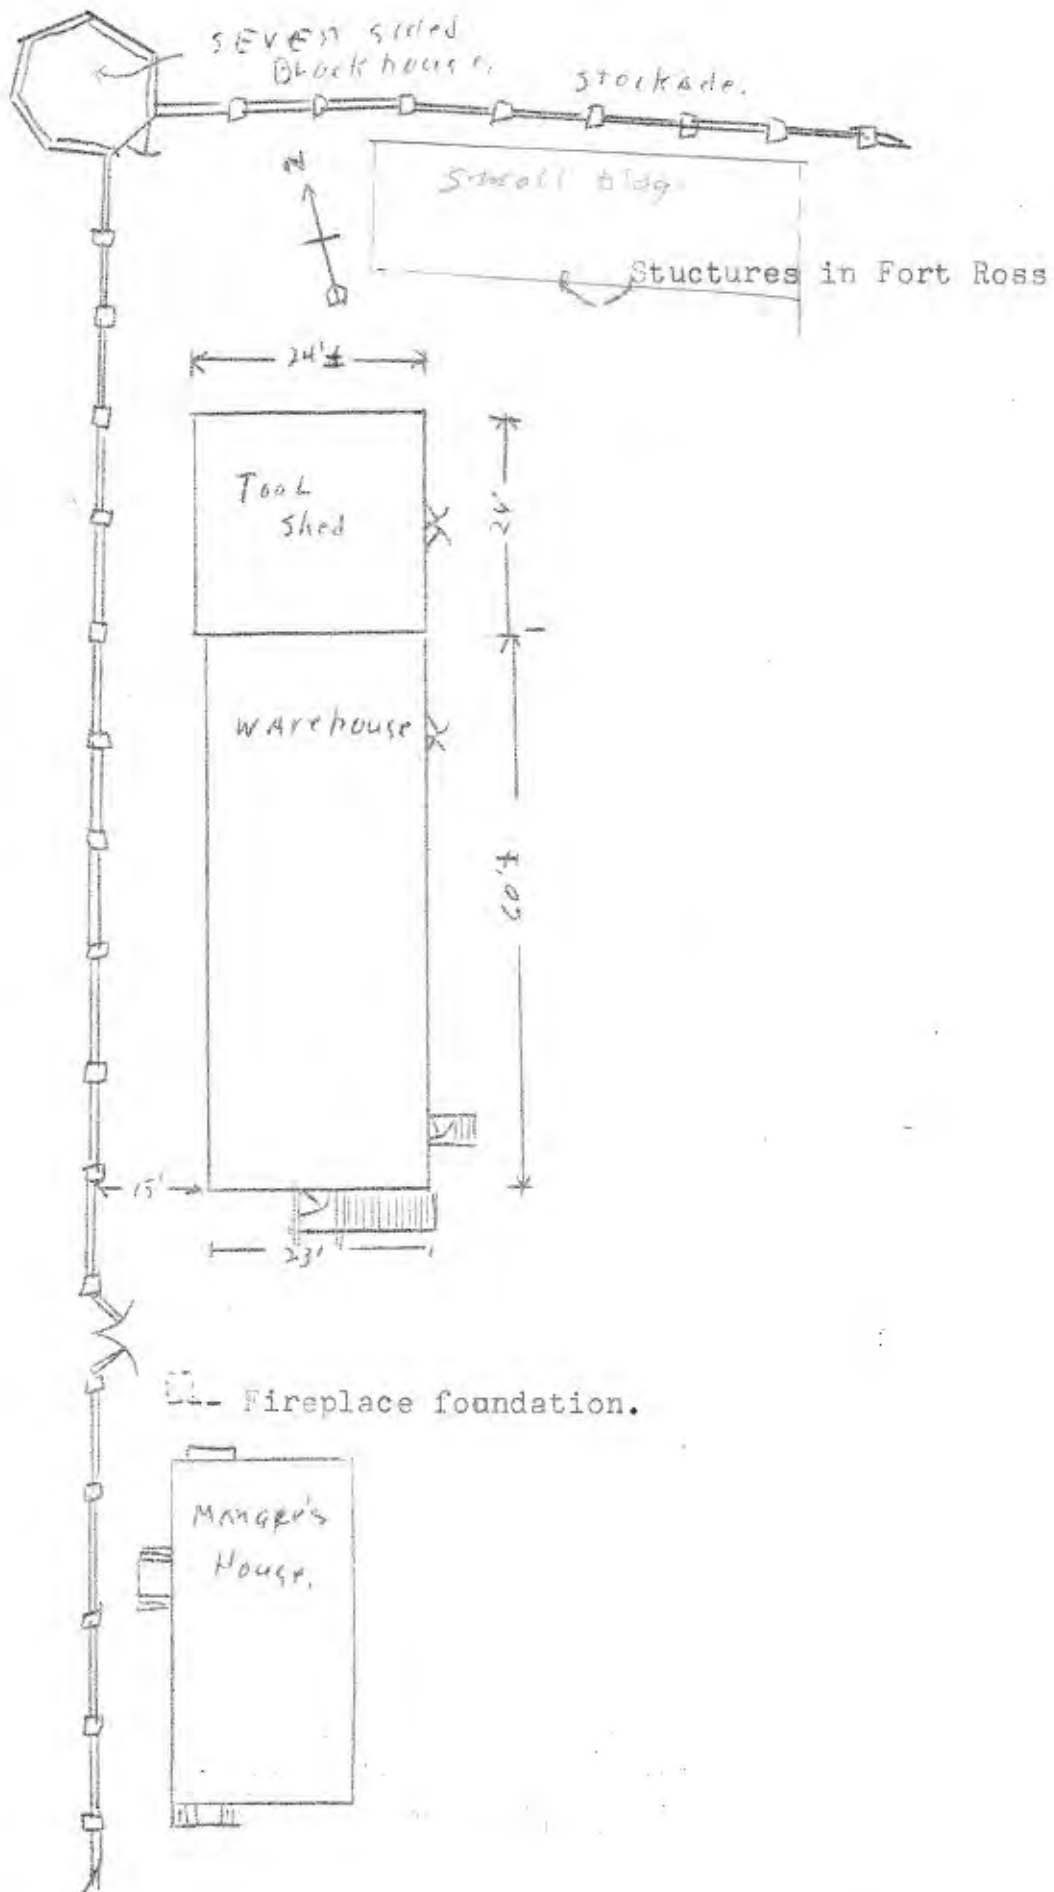 SEVEN sided
Blockhouse.
Stockade.
N
Small bldg
Stuctures in Fort Ross
24'±
Tool
Shed
24'
Warehouse
60'±
15'
23'
Fireplace foundation.
House.